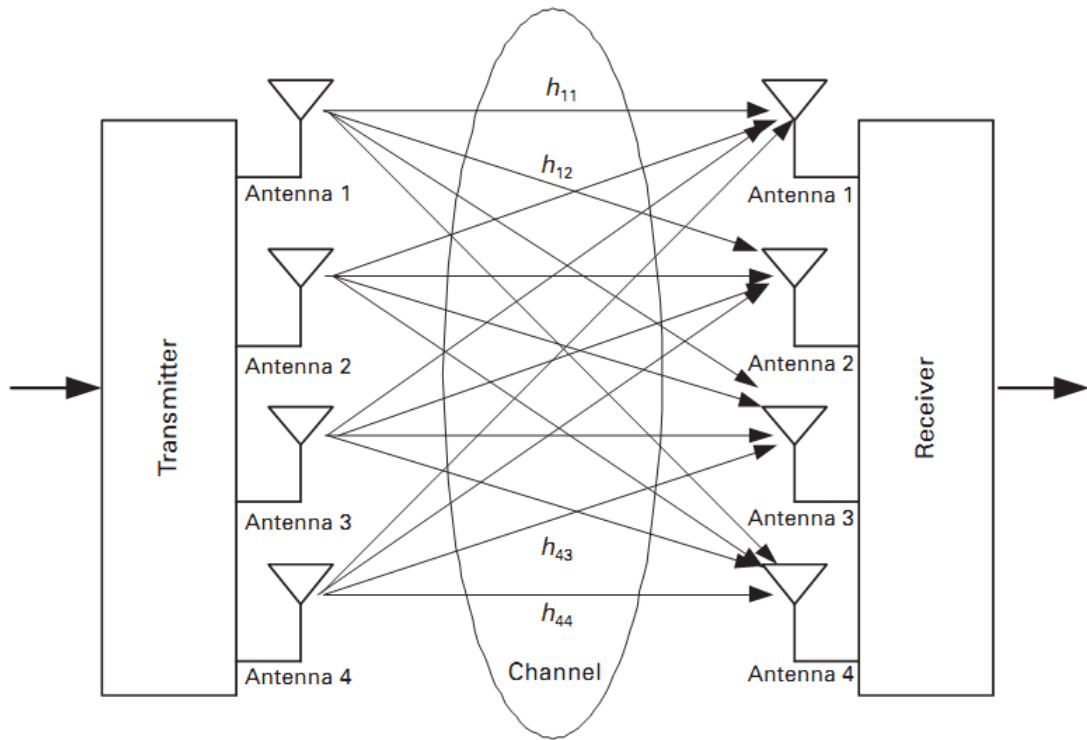 h11
h12
Antenna 1
Antenna 1
Antenna 2
Antenna 2
Transmitter
Receiver
Antenna 3
Antenna 3
h43
h44
Channel
Antenna 4
Antenna 4